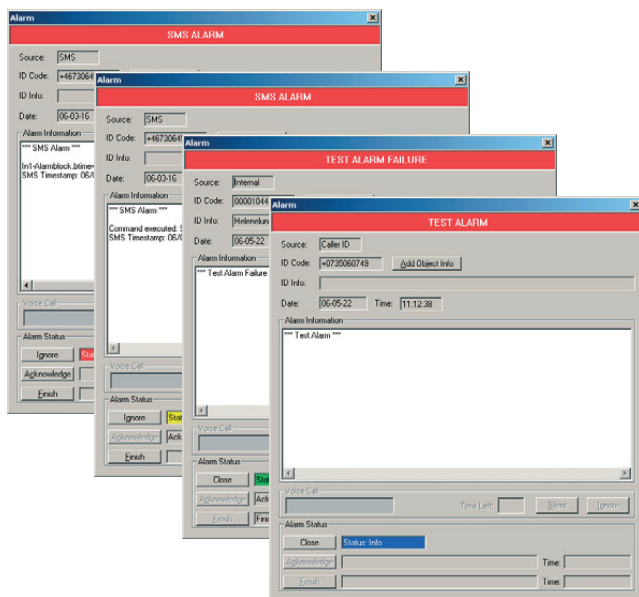 Alarm
SMS ALARM
Source: SMS
ID Code: +4673064
ID Info:
Date: 06-03-16
Alarm Information
*** SMS Alarm ***
In1-Alarmblock,btime=
SMS Timestamp: 06/
Voice Call
Alarm Status
Ignore
Acknowledge
Finish
Alarm
SMS ALARM
Source: SMS
ID Code: +4673064
ID Info:
Date: 06-03-16
Alarm Information
*** SMS Alarm ***
Command executed:
SMS Timestamp: 06/
Voice Call
Alarm Status
Ignore
Acknowledge
Finish
Alarm
TEST ALARM FAILURE
Source: Internal
ID Code: 00001044
ID Info:
Date: 06-05-22
Alarm Information
*** Test Alarm Failure
Voice Call
Alarm Status
Close
Acknowledge
Finish
Alarm
TEST ALARM
Source: Caller ID
ID Code: +0735060749 Add Object Info
ID Info:
Date: 06-05-22 Time: 11:12:38
Alarm Information
*** Test Alarm ***
Voice Call
Time Left: Silent Ignore
Alarm Status
Close Status: Info
Acknowledge Time:
Finish Time: